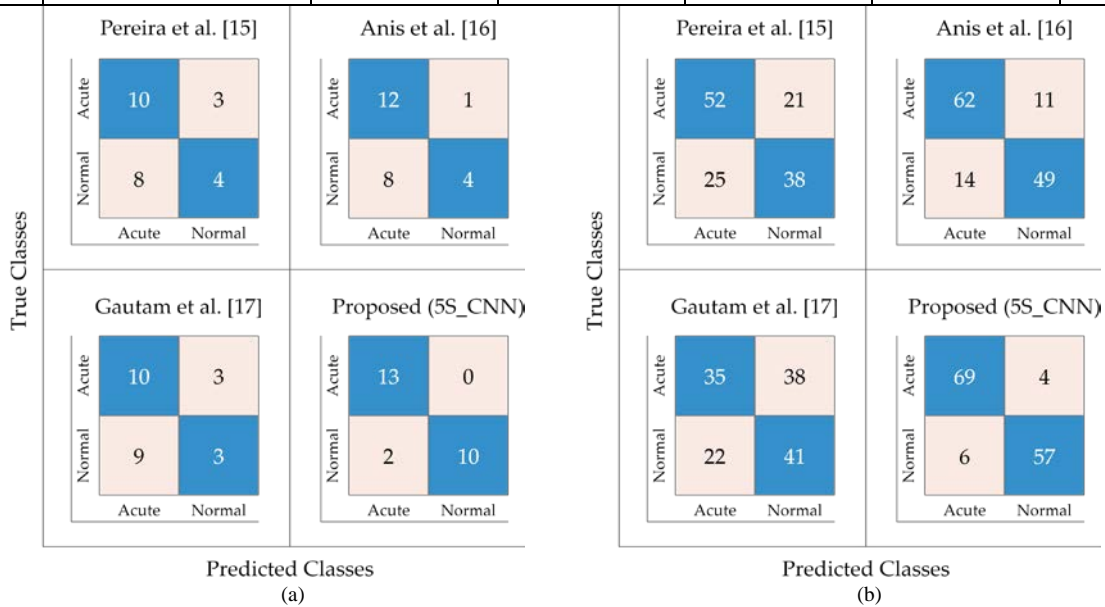 Pereira et al. [15]
Anis et al. [16]
Acute
10
3
Normal
8
4
Acute Normal
Acute
12
1
Normal
8
4
Acute Normal
Gautam et al. [17]
Proposed (5S_CNN)
Acute
10
3
Normal
9
3
Acute Normal
Acute
13
0
Normal
2
10
Acute Normal
True Classes
Pereira et al. [15]
Anis et al. [16]
Acute
52
21
Normal
25
38
Acute Normal
Acute
62
11
Normal
14
49
Acute Normal
Gautam et al. [17]
Proposed (5S_CNN)
Acute
35
38
Normal
22
41
Acute Normal
Acute
69
4
Normal
6
57
Acute Normal
True Classes
Predicted Classes
Predicted Classes
(a)
(b)